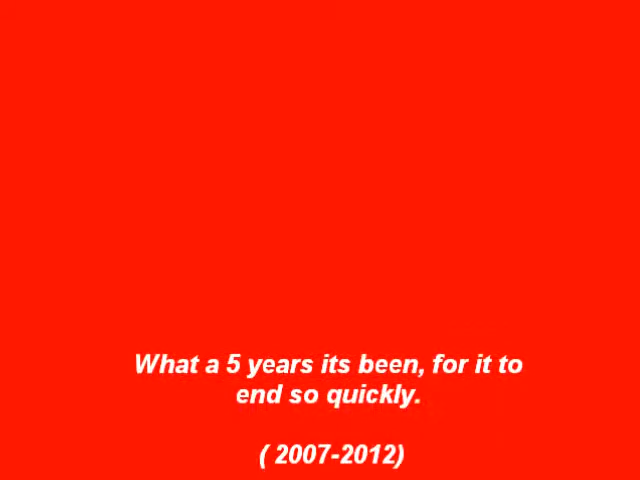 What a 5 years its been, for it to
end so quickly.
( 2007-2012)